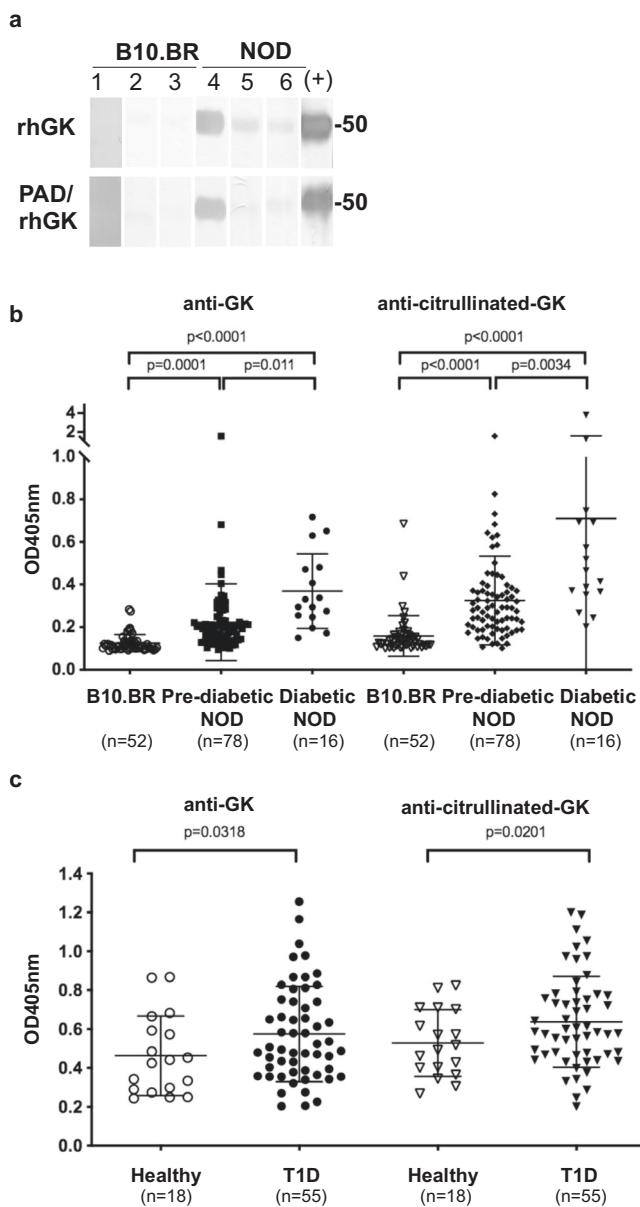 a
B10.BR NOD
1 2 3 4 5 6 (+)
rhGK -50
PAD/
rhGK -50
b
anti-GK anti-citrullinated-GK
p<0.0001 p<0.0001
p=0.0001 p=0.011 p<0.0001 p=0.0034
4
2
1.0
0.8
0.6
0.4
0.2
0.0
OD405nm
B10.BR Pre-diabetic Diabetic B10.BR Pre-diabetic Diabetic
NOD NOD NOD NOD
(n=52) (n=78) (n=16) (n=52) (n=78) (n=16)
c
anti-GK anti-citrullinated-GK
p=0.0318 p=0.0201
1.4
1.2
1.0
0.8
0.6
0.4
0.2
0.0
OD405nm
Healthy T1D Healthy T1D
(n=18) (n=55) (n=18) (n=55)